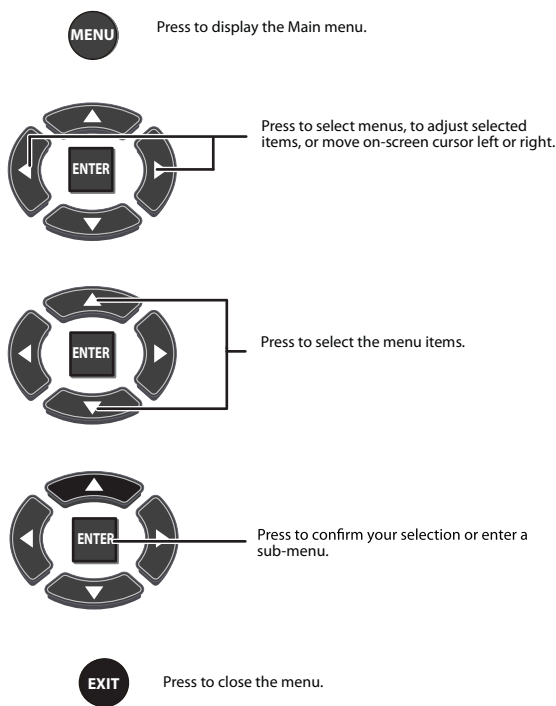 MENU
Press to display the Main menu.
ENTER
Press to select menus, to adjust selected
items, or move on-screen cursor left or right.
ENTER
Press to select the menu items.
ENTER
Press to confirm your selection or enter a
sub-menu.
EXIT
Press to close the menu.